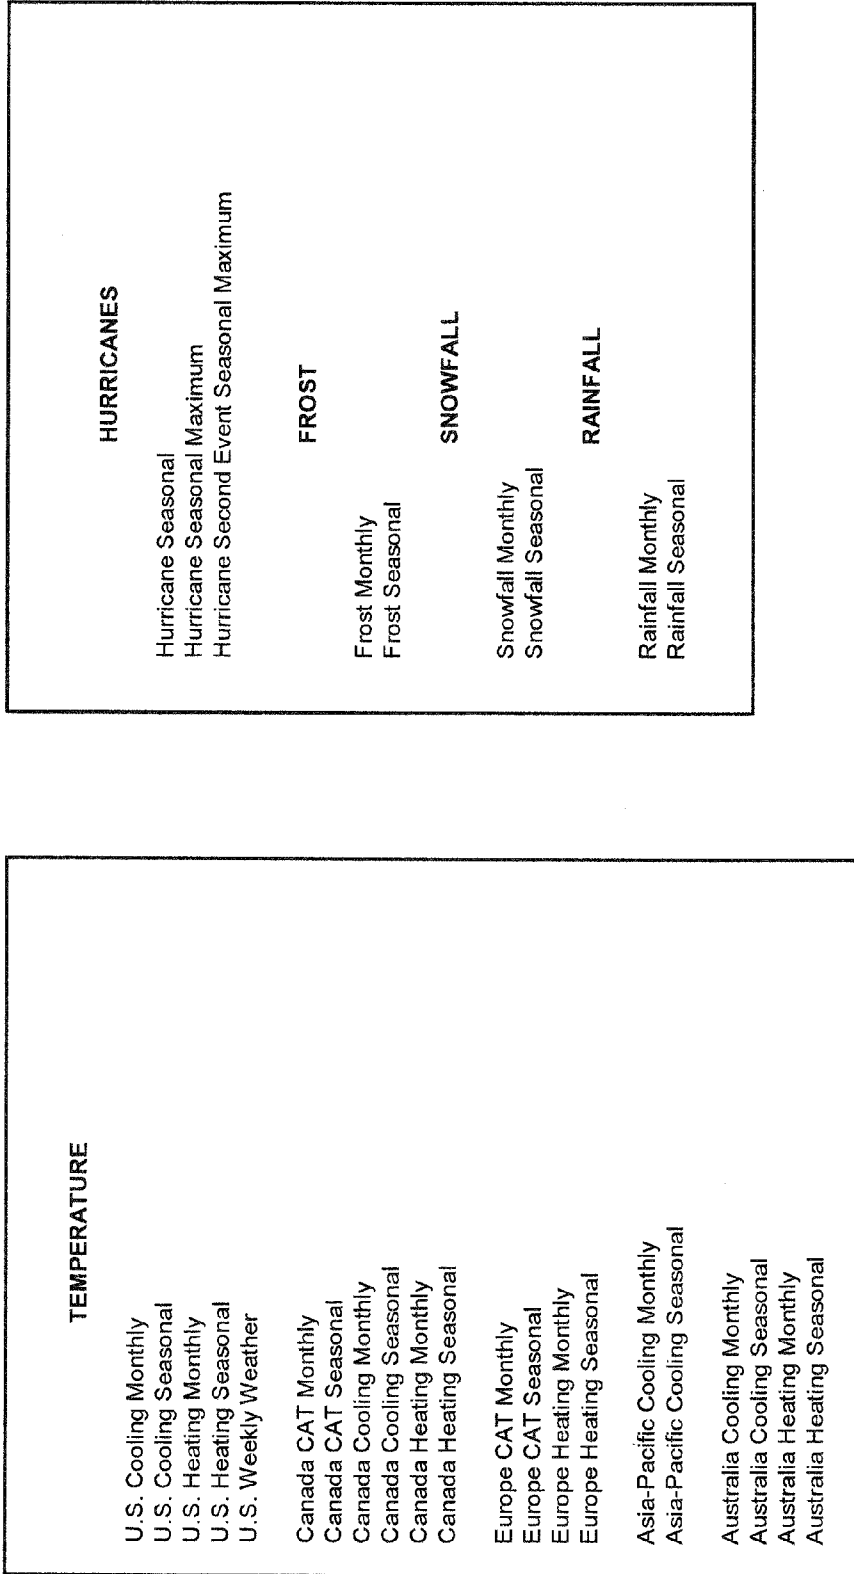 TEMPERATURE
U.S. Cooling Monthly
U.S. Cooling Seasonal
U.S. Heating Monthly
U.S. Heating Seasonal
U.S. Weekly Weather
Canada CAT Monthly
Canada CAT Seasonal
Canada Cooling Monthly
Canada Cooling Seasonal
Canada Heating Monthly
Canada Heating Seasonal
Europe CAT Monthly
Europe CAT Seasonal
Europe Heating Monthly
Europe Heating Seasonal
Asia-Pacific Cooling Monthly
Asia-Pacific Cooling Seasonal
Australia Cooling Monthly
Australia Cooling Seasonal
Australia Heating Monthly
Australia Heating Seasonal
HURRICANES
Hurricane Seasonal
Hurricane Seasonal Maximum
Hurricane Second Event Seasonal Maximum
FROST
Frost Monthly
Frost Seasonal
SNOWFALL
Snowfall Monthly
Snowfall Seasonal
RAINFALL
Rainfall Monthly
Rainfall Seasonal